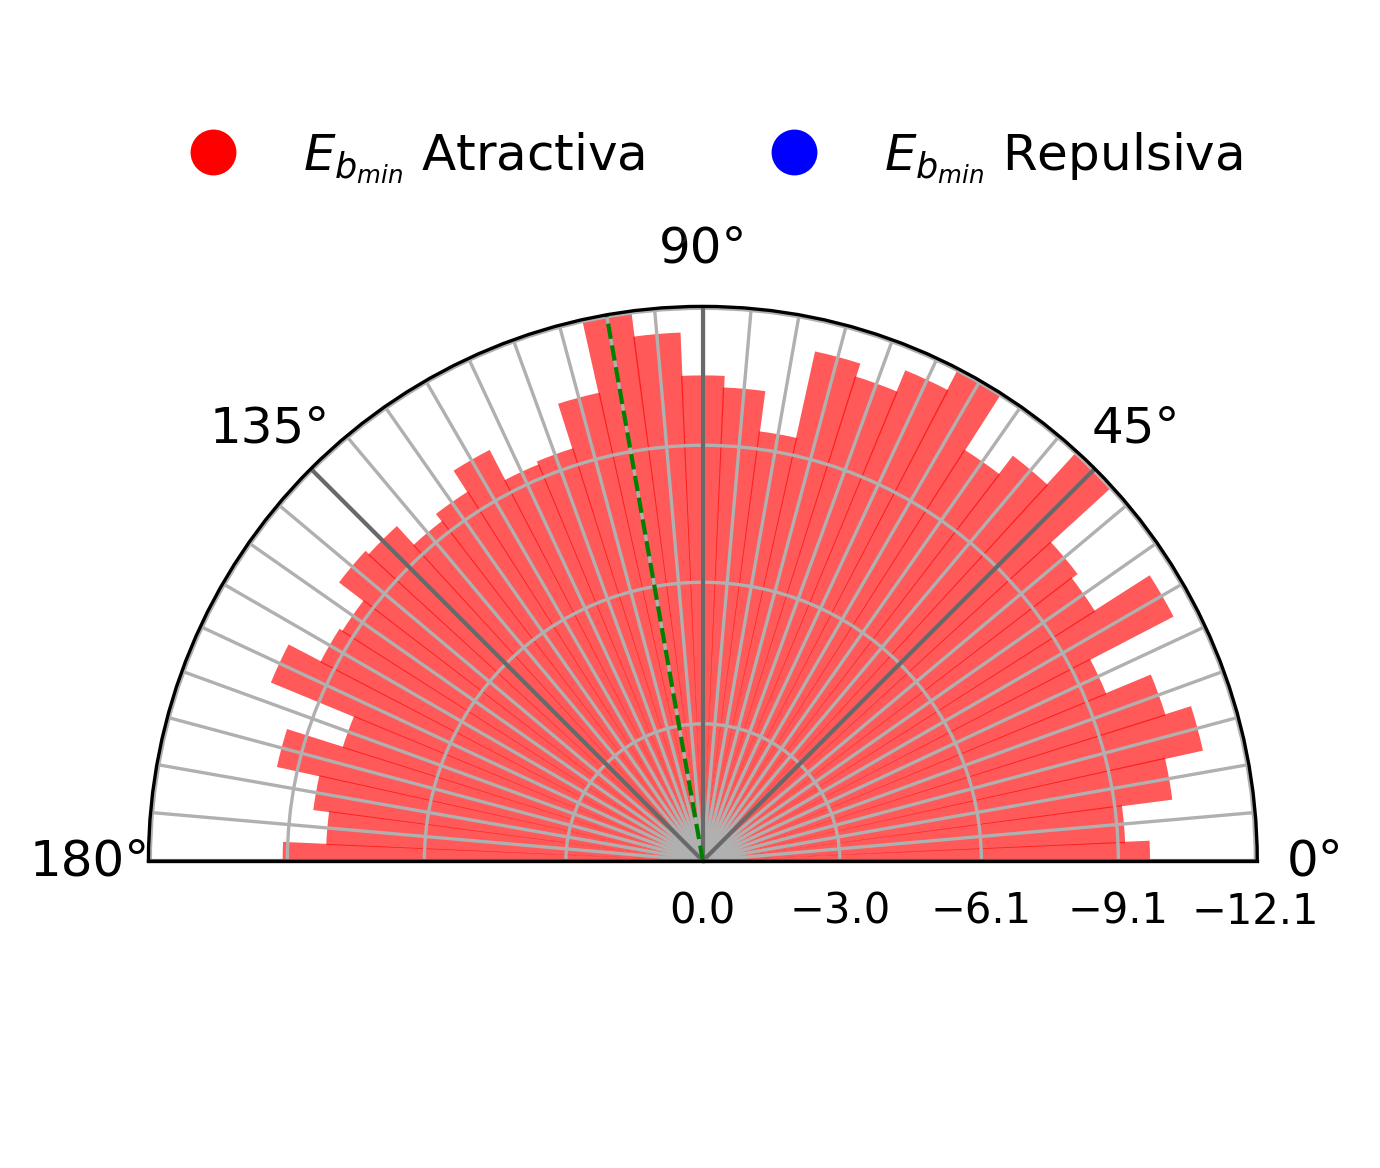 E_{b_{min}} Atractiva E_{b_{min}} Repulsiva
90°
135° 45°
180° 0°
0.0 −3.0 −6.1 −9.1 −12.1